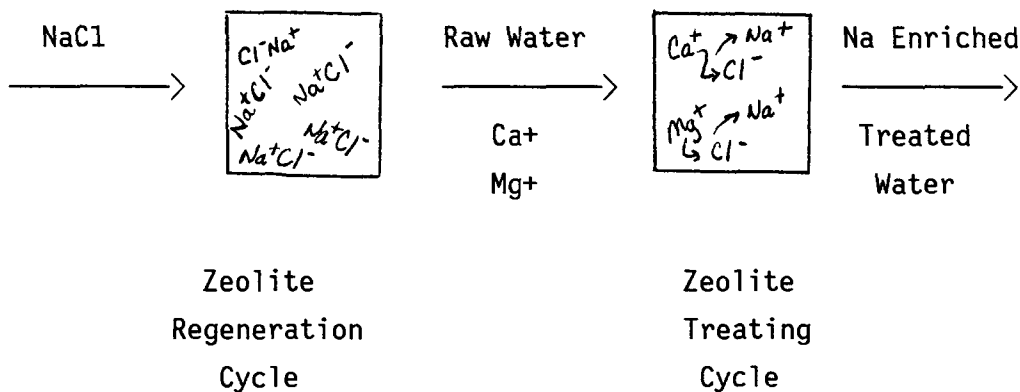 NaCl
Cl⁻Na⁺
Na⁺Cl⁻
Na⁺Cl⁻
Na⁺Cl⁻
Na⁺Cl⁻
Raw Water
Ca+
Mg+
Ca⁺ Na⁺
Cl⁻
Mg⁺ Na⁺
Cl⁻
Na Enriched
Treated
Water
Zeolite
Regeneration
Cycle
Zeolite
Treating
Cycle